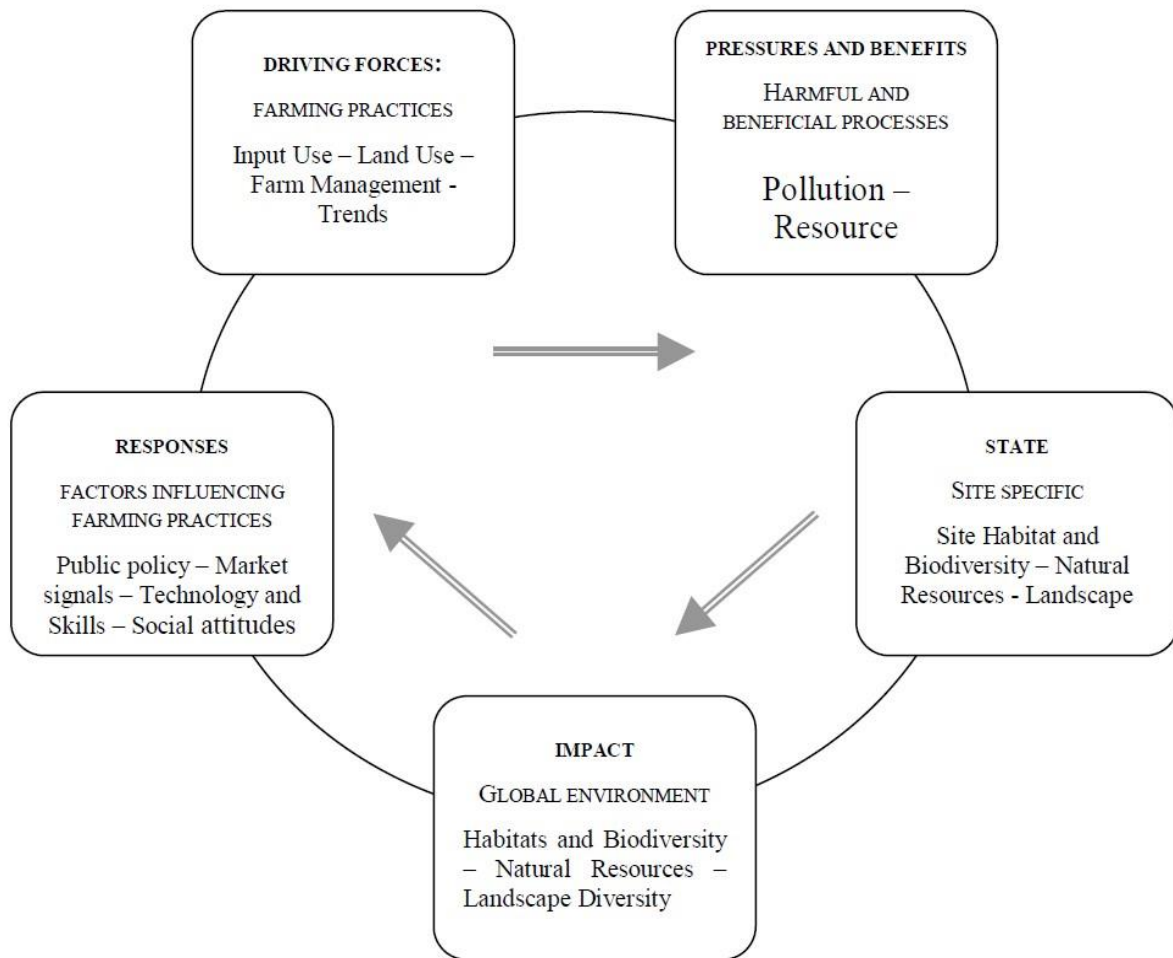 DRIVING FORCES:
FARMING PRACTICES
Input Use – Land Use –
Farm Management -
Trends
PRESSURES AND BENEFITS
HARMFUL AND
BENEFICIAL PROCESSES
Pollution –
Resource
RESPONSES
FACTORS INFLUENCING
FARMING PRACTICES
Public policy – Market
signals – Technology and
Skills – Social attitudes
STATE
SITE SPECIFIC
Site Habitat and
Biodiversity – Natural
Resources - Landscape
IMPACT
GLOBAL ENVIRONMENT
Habitats and Biodiversity
– Natural Resources –
Landscape Diversity